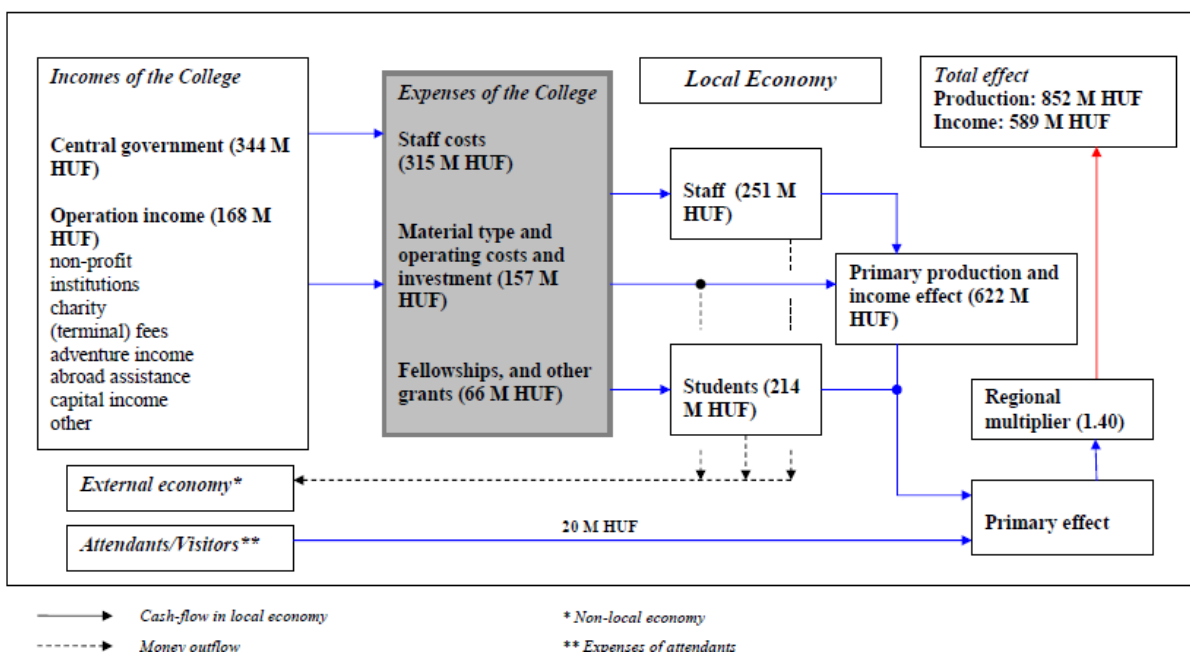 Incomes of the College
Central government (344 M
HUF)
Operation income (168 M
HUF)
non-profit
institutions
charity
(terminal) fees
adventure income
abroad assistance
capital income
other
Expenses of the College
Staff costs
(315 M HUF)
Material type and
operating costs and
investment (157 M
HUF)
Fellowships, and other
grants (66 M HUF)
Local Economy
Staff (251 M
HUF)
Students (214
M HUF)
Primary production and
income effect (622 M
HUF)
Total effect
Production: 852 M HUF
Income: 589 M HUF
Regional
multiplier (1.40)
Primary effect
External economy*
Attendants/Visitors**
20 M HUF
Cash-flow in local economy
* Non-local economy
Money outflow
** Expenses of attendants